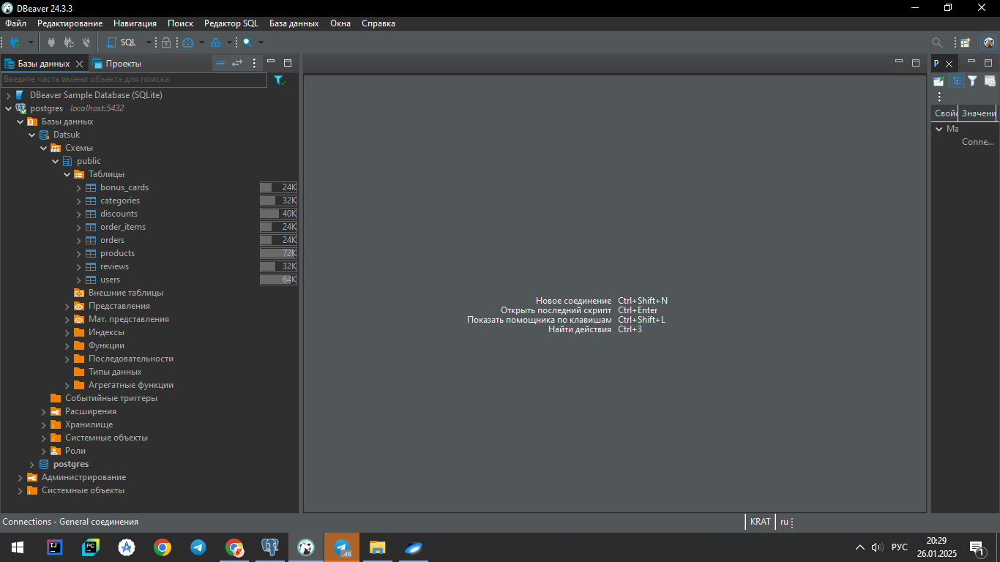 DBeaver 24.3.3
Файл Редактирование Навигация Поиск Редактор SQL База данных Окна Справка
SQL
Базы данных Проекты
Введите часть имени объекта для поиска
DBeaver Sample Database (SQLite)
postgres localhost:5432
Базы данных
Datsuk
Схемы
public
Таблицы
bonus_cards 24K
categories 32K
discounts 40K
order_items 24K
orders 24K
products 72K
reviews 32K
users 64K
Внешние таблицы
Представления
Мат. представления
Индексы
Функции
Последовательности
Типы данных
Агрегатные функции
Событийные триггеры
Расширения
Хранилище
Системные объекты
Роли
postgres
Администрирование
Системные объекты
Новое соединение Ctrl+Shift+N
Открыть последний скрипт Ctrl+Enter
Показать помощника по клавишам Ctrl+Shift+L
Найти действия Ctrl+3
Р
Свой Значени
Ма
Conne...
Connections - General соединения
KRAT ru
IJ PC .46 РУС 20:29
26.01.2025 1